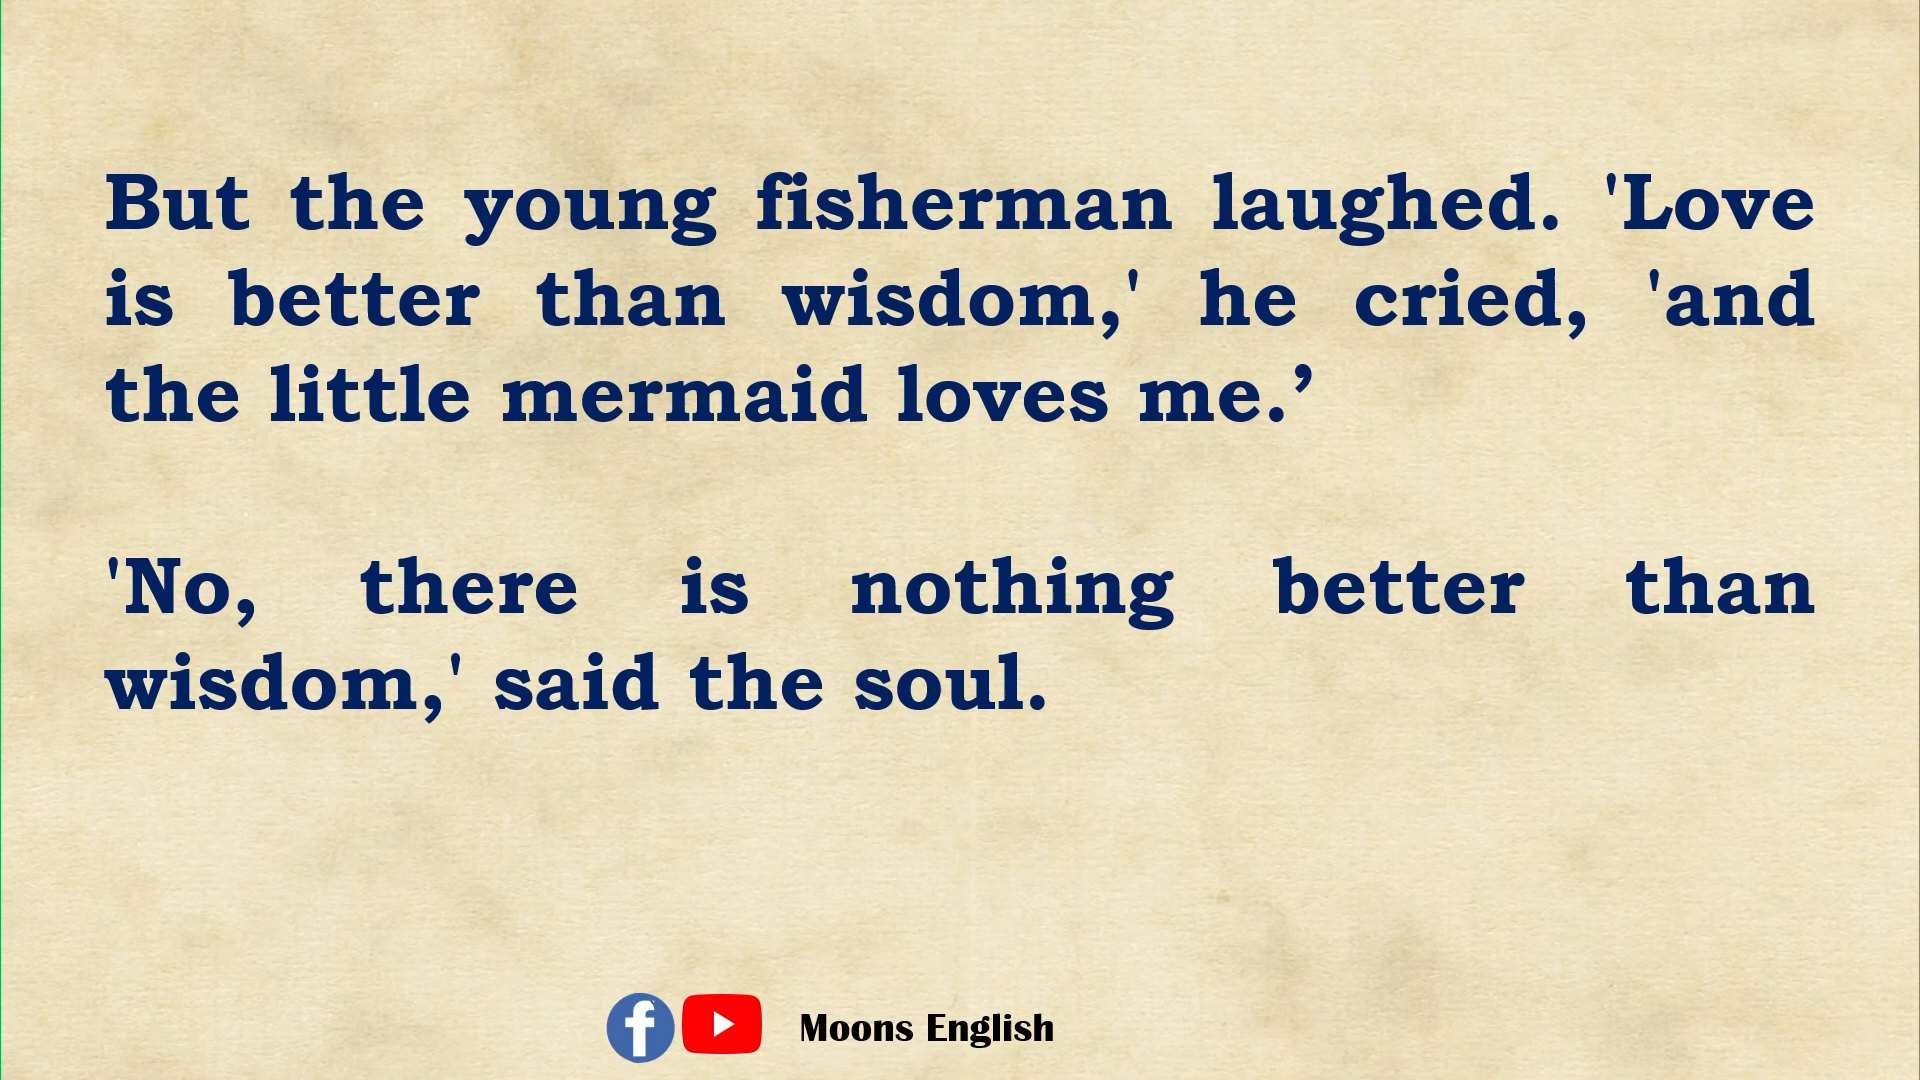 But the young fisherman laughed. 'Love
is better than wisdom,' he cried, 'and
the little mermaid loves me.’
'No, there is nothing better than
wisdom,' said the soul.
Moons English